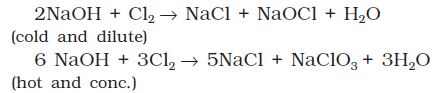 2NaOH + Cl₂ → NaCl + NaOCl + H₂O
(cold and dilute)
6 NaOH + 3Cl₂ → 5NaCl + NaClO₃ + 3H₂O
(hot and conc.)